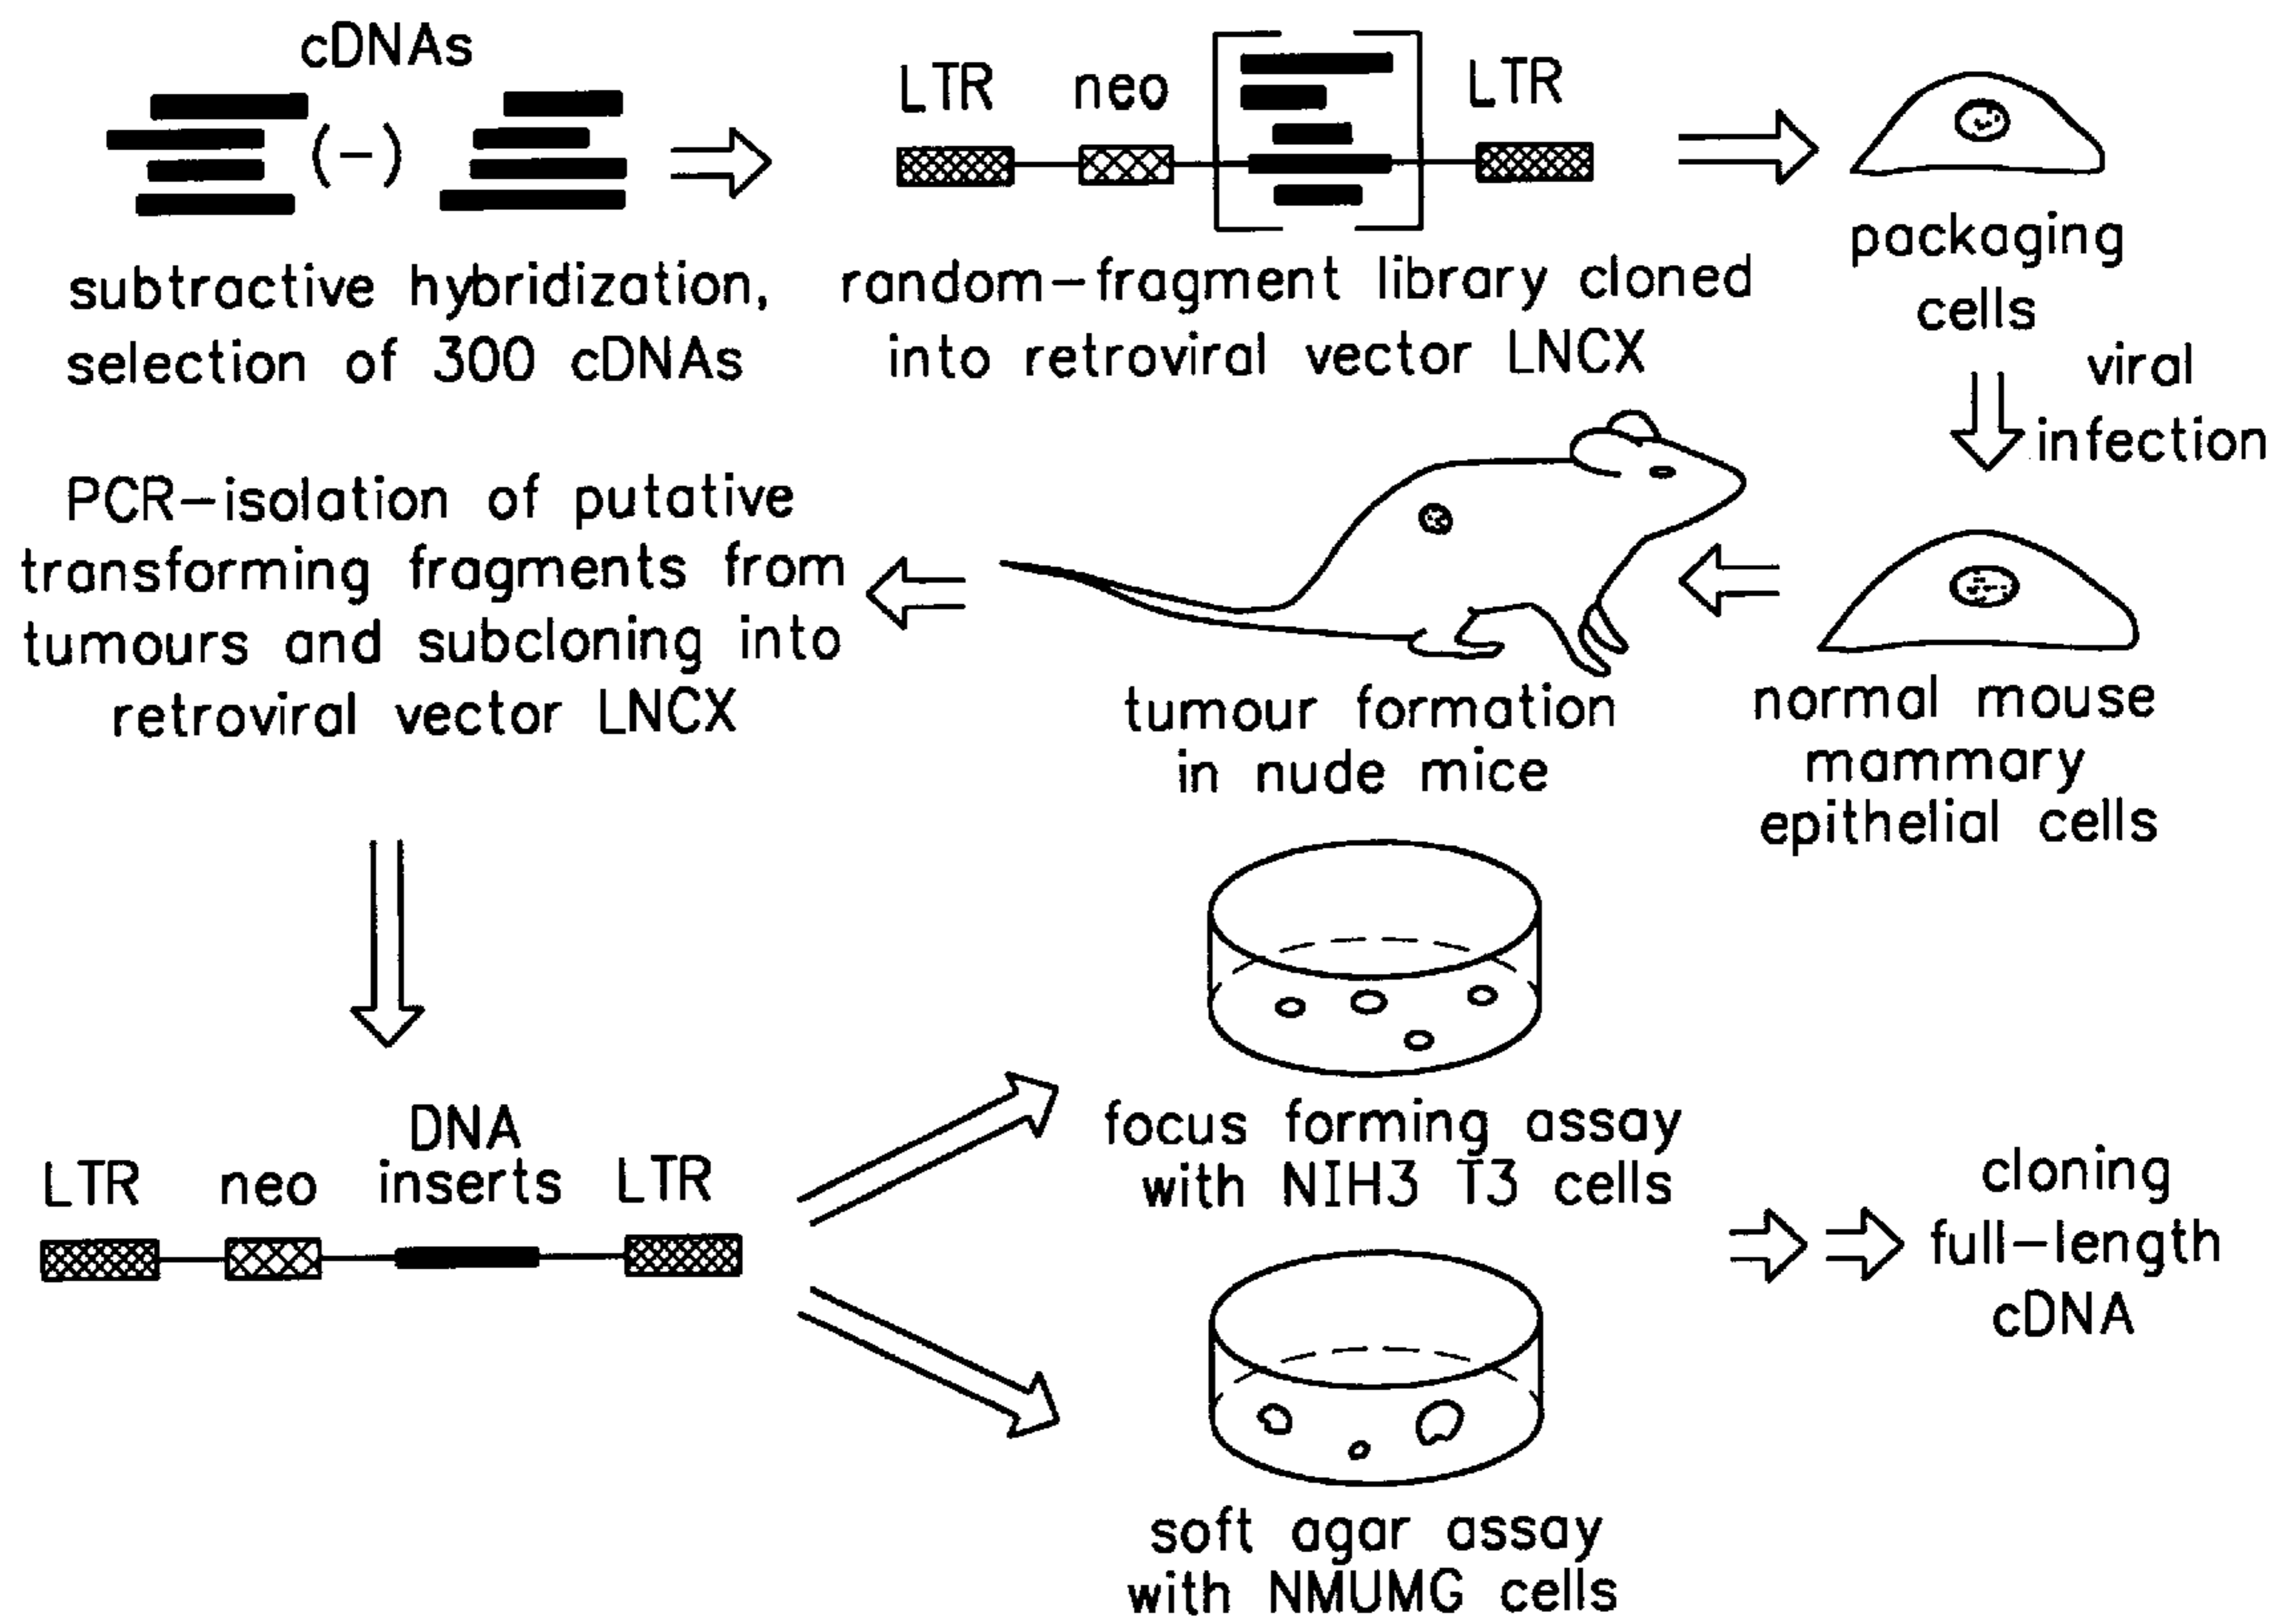 cDNAs
(-)
subtractive hybridization,
selection of 300 cDNAs
LTR neo LTR
random-fragment library cloned
into retroviral vector LNCX
packaging
cells
viral
infection
normal mouse
mammary
epithelial cells
tumour formation
in nude mice
PCR-isolation of putative
transforming fragments from
tumours and subcloning into
retroviral vector LNCX
LTR neo DNA
inserts LTR
focus forming assay
with NIH3 T3 cells
soft agar assay
with NMUMG cells
cloning
full-length
cDNA